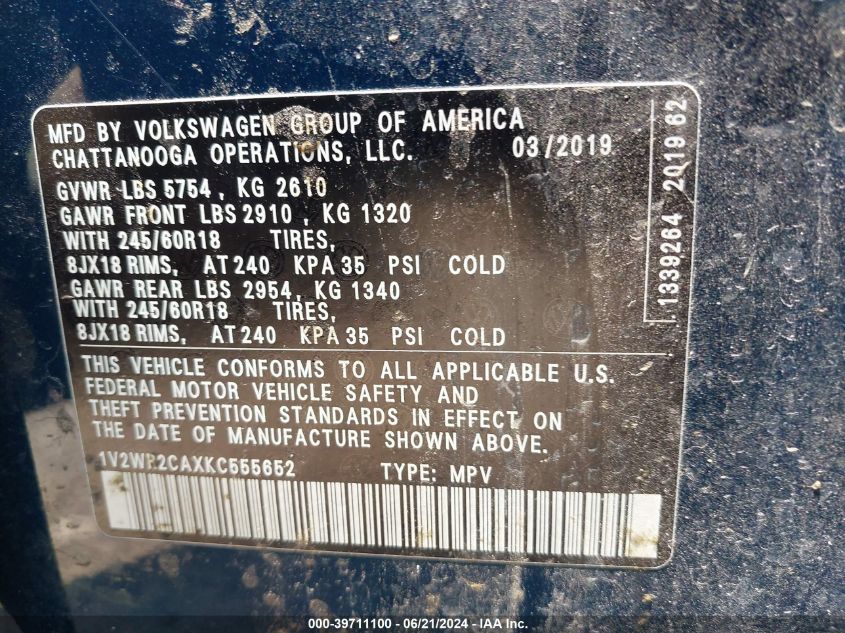 MFD BY VOLKSWAGEN GROUP OF AMERICA
CHATTANOOGA OPERATIONS, LLC. 03/2019
GVWR LBS 5754 , KG 2610
GAWR FRONT LBS 2910 , KG 1320
WITH 245/60R18 TIRES,
8JX18 RIMS, AT 240 KPA 35 PSI COLD
GAWR REAR LBS 2954, KG 1340
WITH 245/60R18 TIRES,
8JX18 RIMS, AT 240 KPA 35 PSI COLD
THIS VEHICLE CONFORMS TO ALL APPLICABLE U.S.
FEDERAL MOTOR VEHICLE SAFETY AND
THEFT PREVENTION STANDARDS IN EFFECT ON
THE DATE OF MANUFACTURE SHOWN ABOVE.
TYPE: MPV
1339264 2019 62
000-39711100 - 06/21/2024 - IAA Inc.